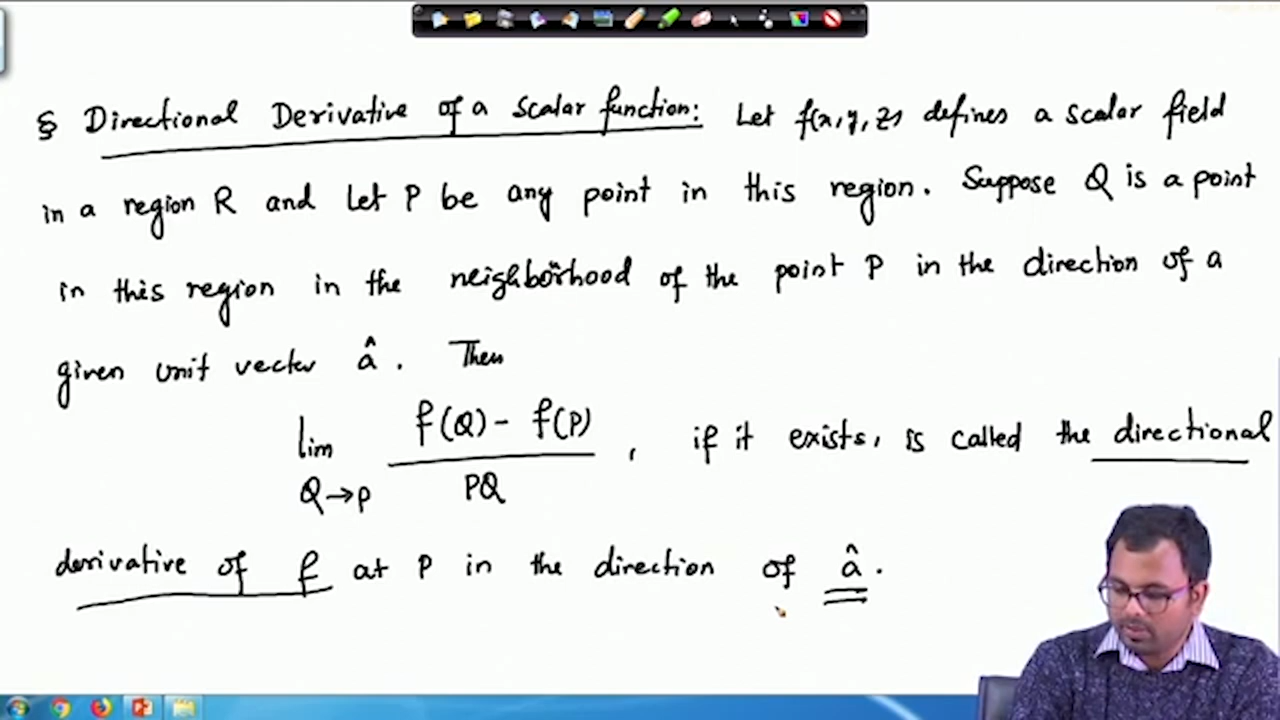 § Directional Derivative of a scalar function: Let f(x, y, z) defines a scalar field
in a region R and let P be any point in this region. Suppose Q is a point
in this region in the neighborhood of the point P in the direction of a
given unit vector â. Then
lim Q→P f(Q) - f(P) / PQ , if it exists, is called the directional
derivative of f at P in the direction of â.